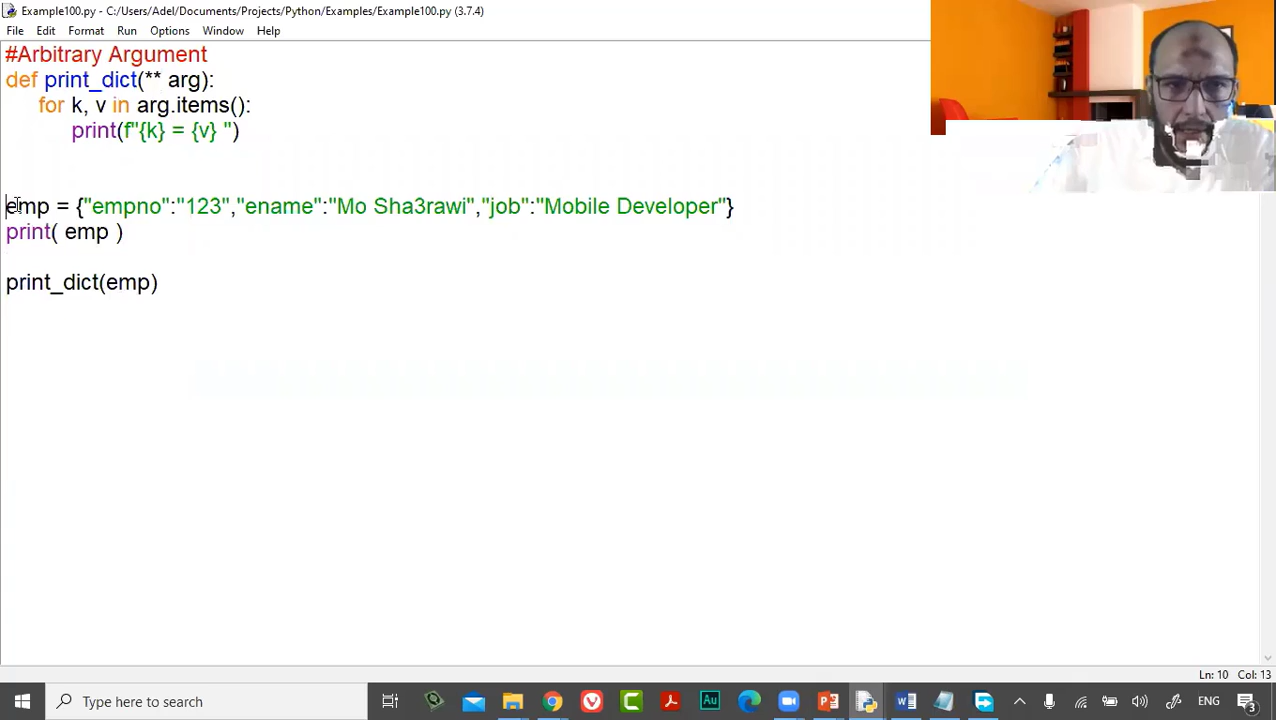 Example100.py - C:/Users/Adel/Documents/Projects/Python/Examples/Example100.py (3.7.4)
File Edit Format Run Options Window Help
#Arbitrary Argument
def print_dict(** arg):
for k, v in arg.items():
print(f"{k} = {v} ")
emp = {"empno":"123","ename":"Mo Sha3rawi","job":"Mobile Developer"}
print( emp )
print_dict(emp)
Ln: 10 Col: 13
Type here to search
ENG
3